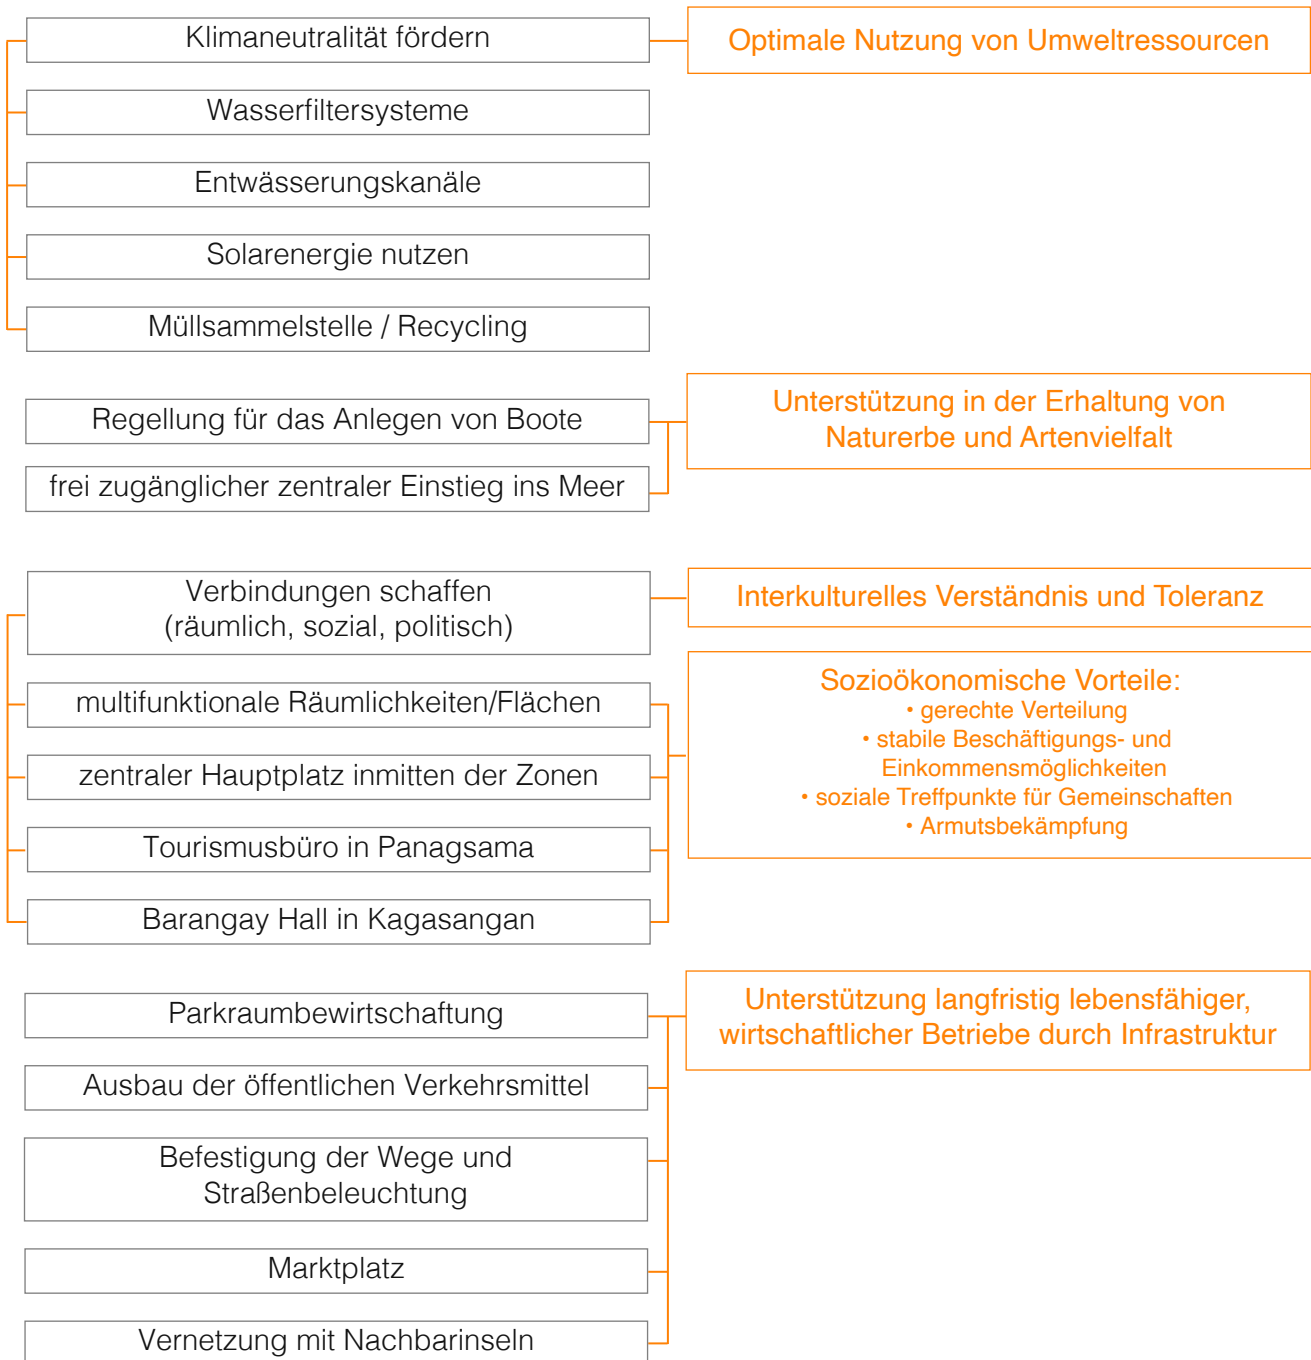 Klimaneutralität fördern
Optimale Nutzung von Umweltressourcen
Wasserfiltersysteme
Entwässerungskanäle
Solarenergie nutzen
Müllsammelstelle / Recycling
Regellung für das Anlegen von Boote
frei zugänglicher zentraler Einstieg ins Meer
Unterstützung in der Erhaltung von
Naturerbe und Artenvielfalt
Verbindungen schaffen
(räumlich, sozial, politisch)
Interkulturelles Verständnis und Toleranz
multifunktionale Räumlichkeiten/Flächen
zentraler Hauptplatz inmitten der Zonen
Tourismusbüro in Panagsama
Barangay Hall in Kagasangan
Sozioökonomische Vorteile:
• gerechte Verteilung
• stabile Beschäftigungs- und
Einkommensmöglichkeiten
• soziale Treffpunkte für Gemeinschaften
• Armutsbekämpfung
Parkraumbewirtschaftung
Unterstützung langfristig lebensfähiger,
wirtschaftlicher Betriebe durch Infrastruktur
Ausbau der öffentlichen Verkehrsmittel
Befestigung der Wege und
Straßenbeleuchtung
Marktplatz
Vernetzung mit Nachbarinseln